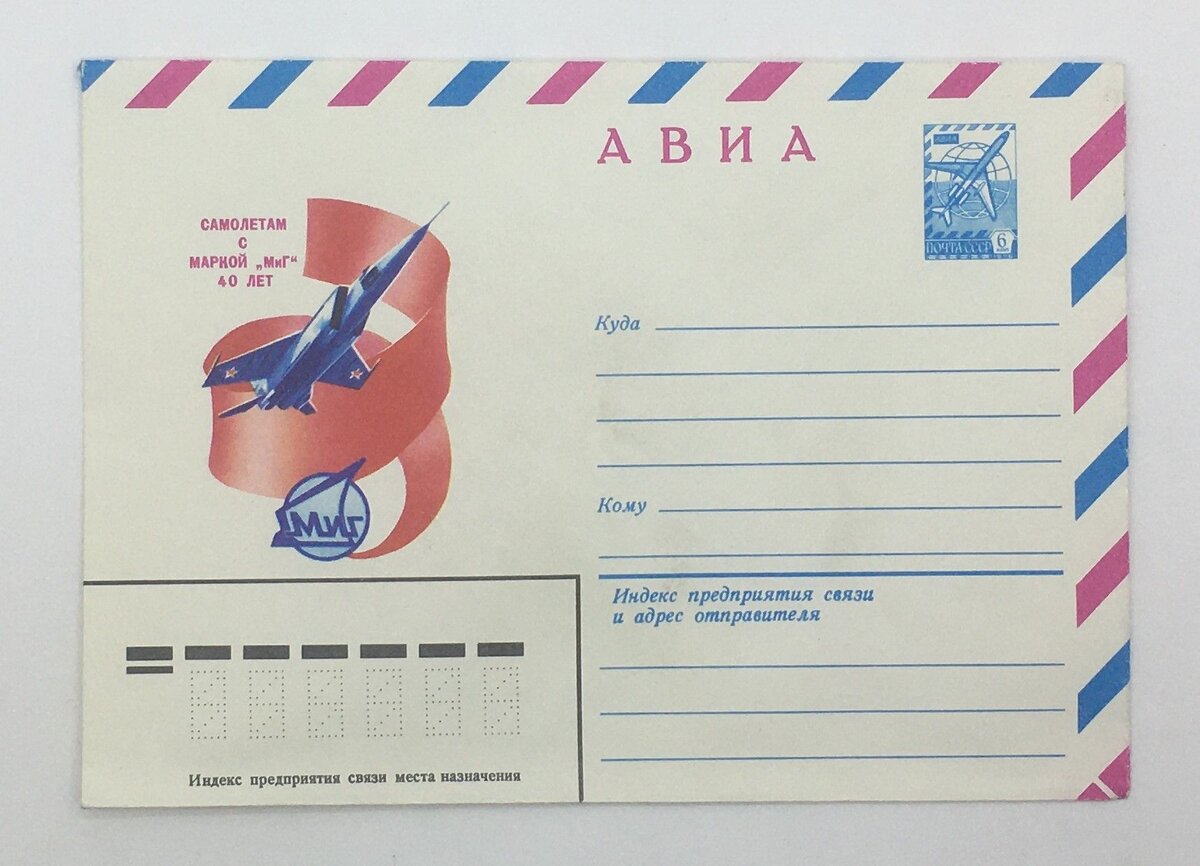 АВИА
АВИА
ПОЧТА СССР 6
САМОЛЕТАМ
С
МАРКОЙ „МиГ“
40 ЛЕТ
МиГ
Куда
Кому
Индекс предприятия связи
и адрес отправителя
Индекс предприятия связи места назначения